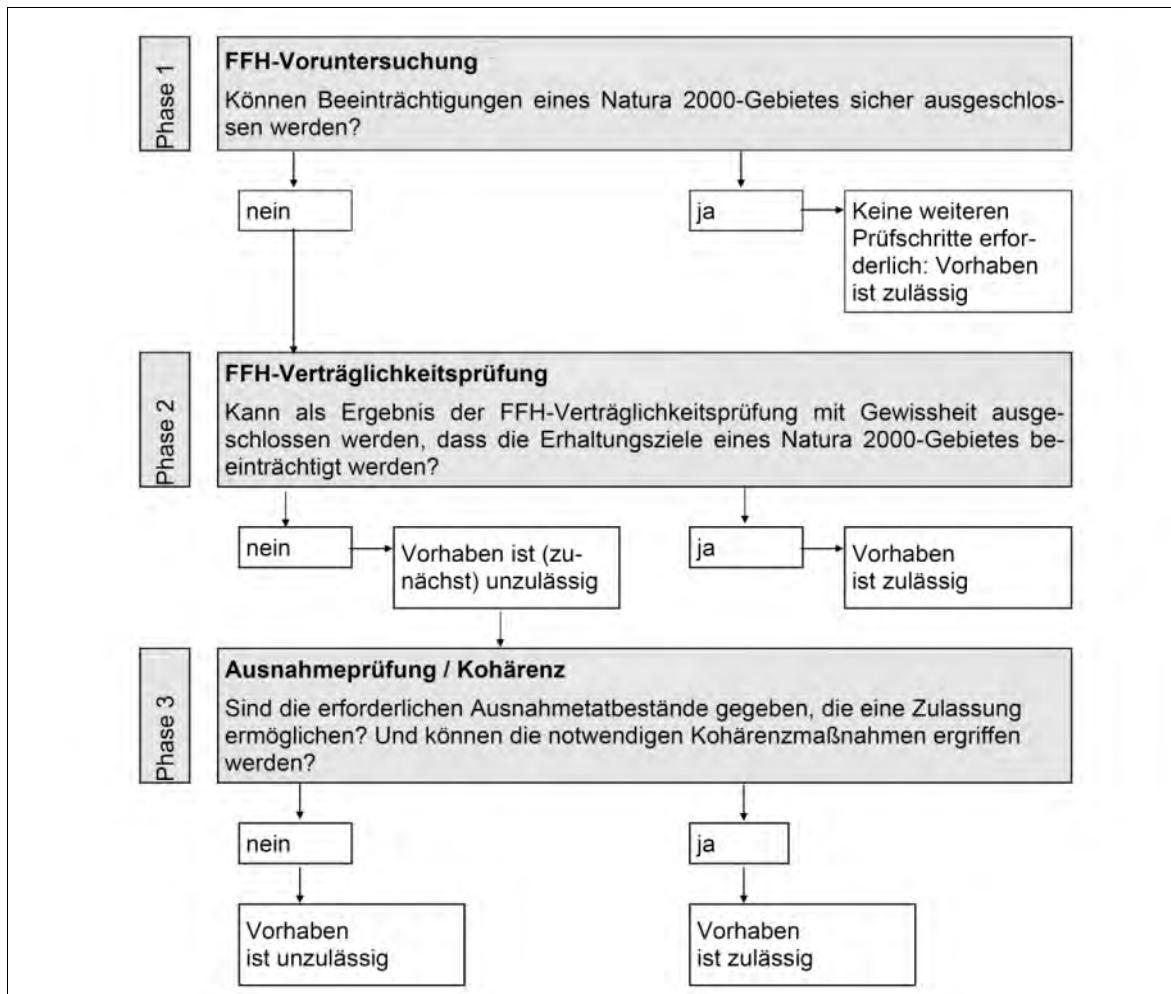 Phase 1
FFH-Voruntersuchung
Können Beeinträchtigungen eines Natura 2000-Gebietes sicher ausgeschlos-
sen werden?
nein
ja
Keine weiteren
Prüfschritte erfor-
derlich: Vorhaben
ist zulässig
Phase 2
FFH-Verträglichkeitsprüfung
Kann als Ergebnis der FFH-Verträglichkeitsprüfung mit Gewissheit ausge-
schlossen werden, dass die Erhaltungsziele eines Natura 2000-Gebietes be-
einträchtigt werden?
nein
Vorhaben ist (zu-
nächst) unzulässig
ja
Vorhaben
ist zulässig
Phase 3
Ausnahmeprüfung / Kohärenz
Sind die erforderlichen Ausnahmetatbestände gegeben, die eine Zulassung
ermöglichen? Und können die notwendigen Kohärenzmaßnahmen ergriffen
werden?
nein
ja
Vorhaben
ist unzulässig
Vorhaben
ist zulässig